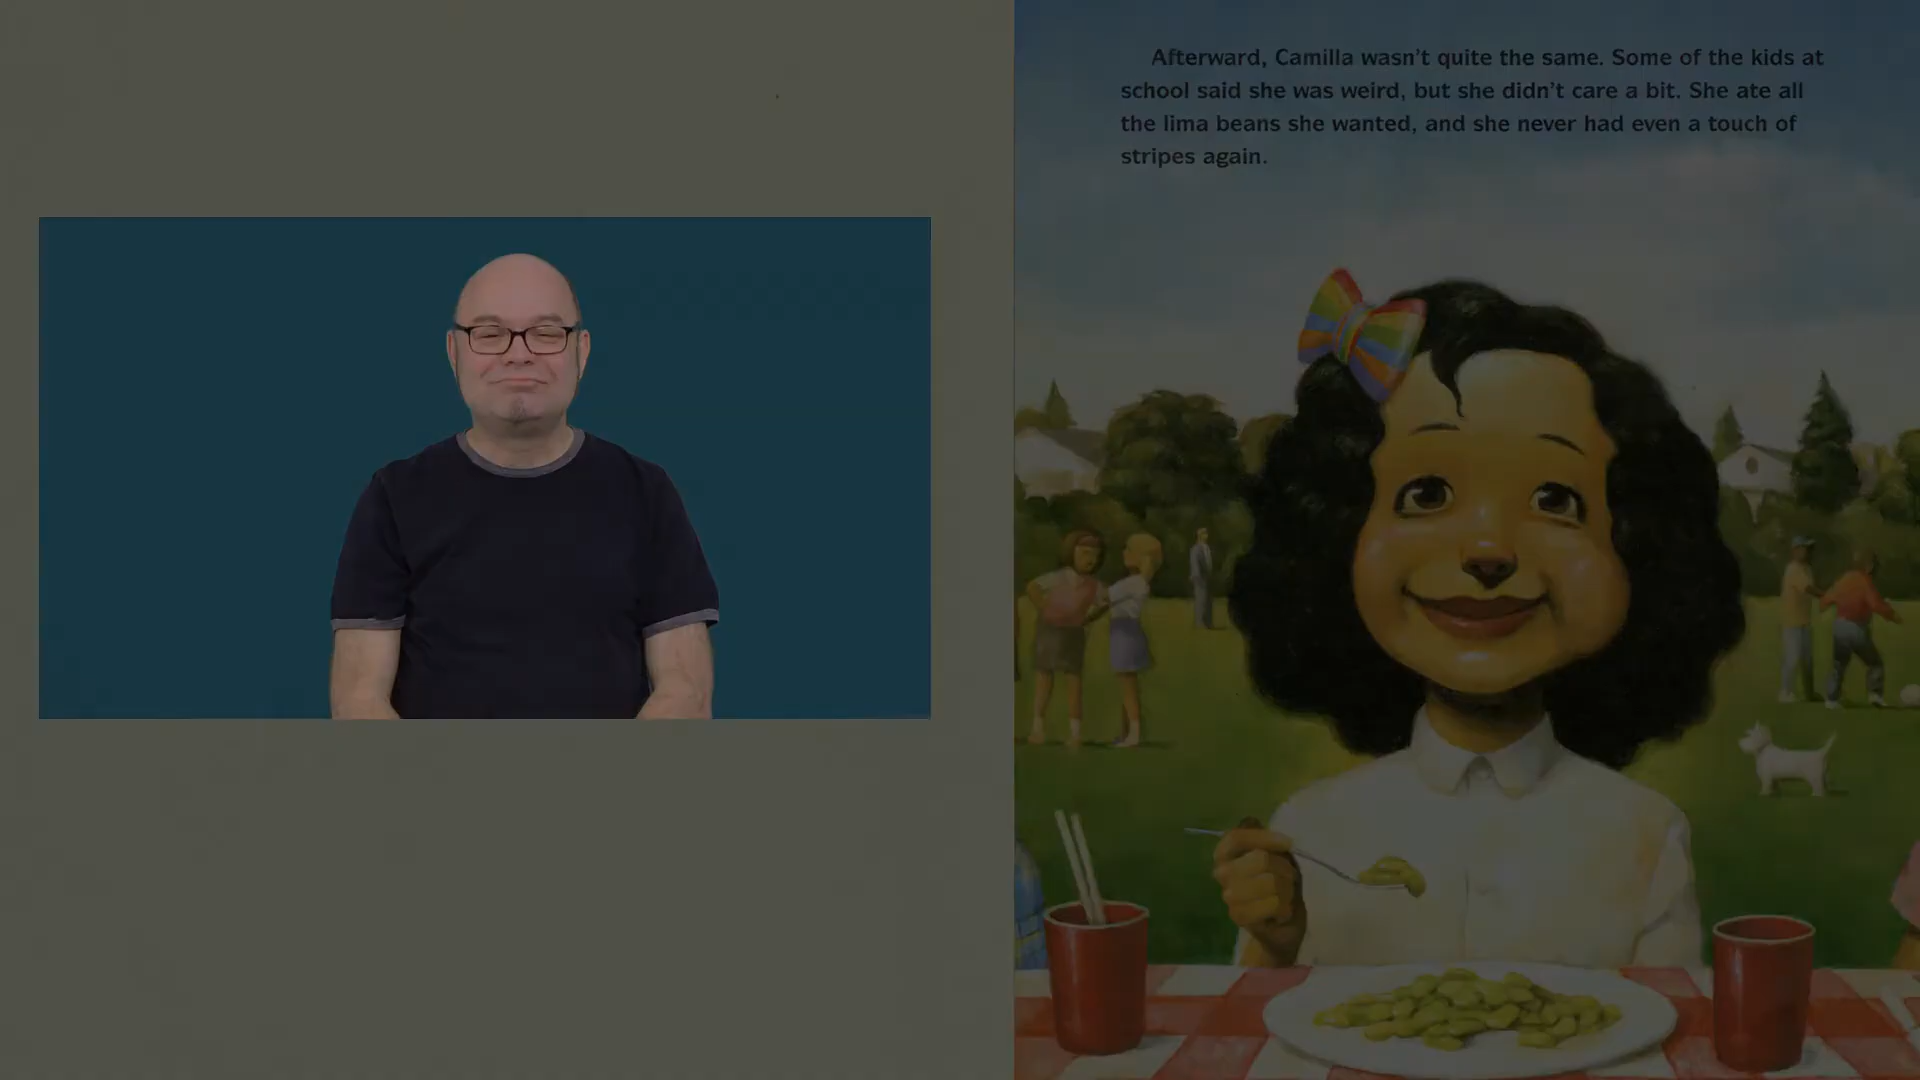 Afterward, Camilla wasn't quite the same. Some of the kids at
school said she was weird, but she didn't care a bit. She ate all
the lima beans she wanted, and she never had even a touch of
stripes again.